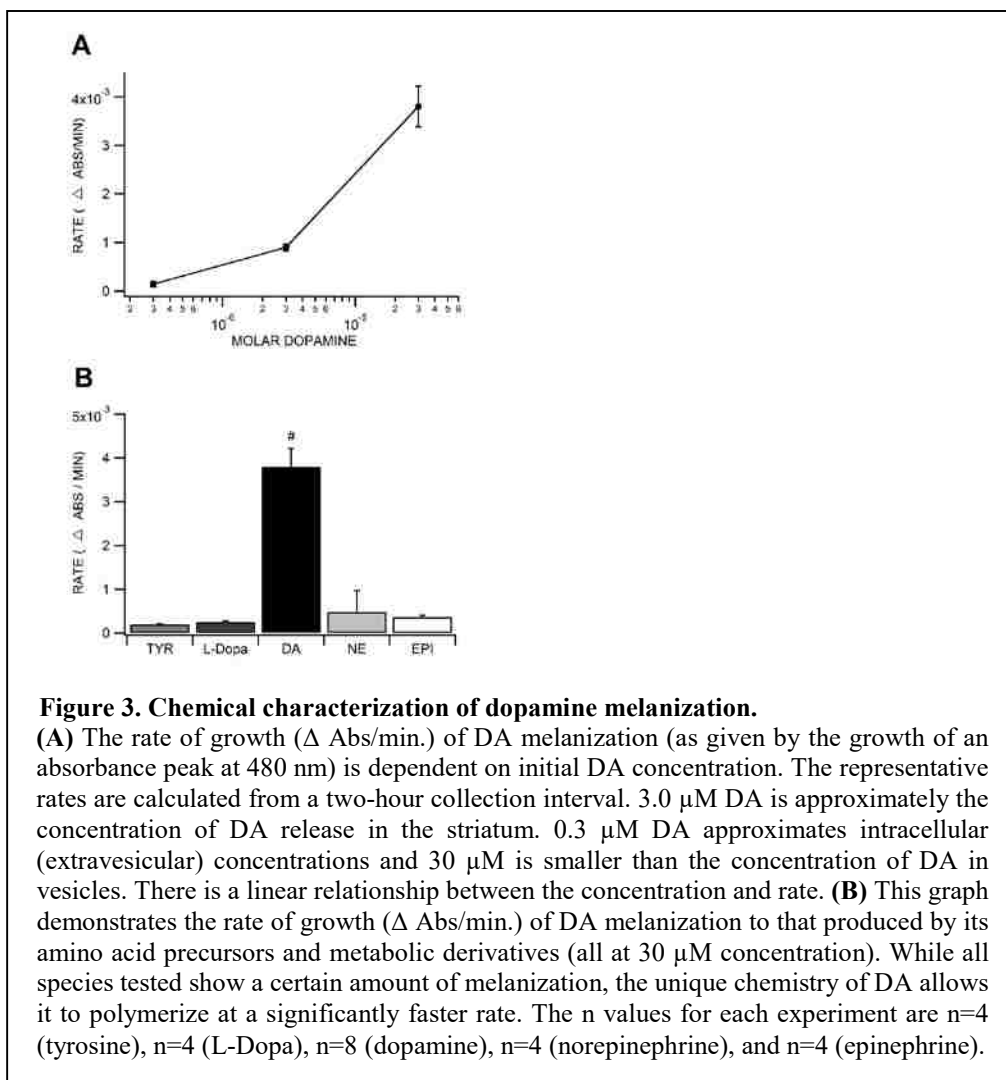 A
4x10-3
3
2
1
0
RATE ( △ ABS/MIN)
2 3 4 5 6 2 3 4 5 6 2 3 4 5 6
10-6 10-5
MOLAR DOPAMINE
B
5x10-3
4
3
2
1
0
RATE ( △ ABS / MIN)
#
TYR L-Dopa DA NE EPI
Figure 3. Chemical characterization of dopamine melanization.
(A) The rate of growth (Δ Abs/min.) of DA melanization (as given by the growth of an
absorbance peak at 480 nm) is dependent on initial DA concentration. The representative
rates are calculated from a two-hour collection interval. 3.0 µM DA is approximately the
concentration of DA release in the striatum. 0.3 µM DA approximates intracellular
(extravesicular) concentrations and 30 µM is smaller than the concentration of DA in
vesicles. There is a linear relationship between the concentration and rate. (B) This graph
demonstrates the rate of growth (Δ Abs/min.) of DA melanization to that produced by its
amino acid precursors and metabolic derivatives (all at 30 µM concentration). While all
species tested show a certain amount of melanization, the unique chemistry of DA allows
it to polymerize at a significantly faster rate. The n values for each experiment are n=4
(tyrosine), n=4 (L-Dopa), n=8 (dopamine), n=4 (norepinephrine), and n=4 (epinephrine).